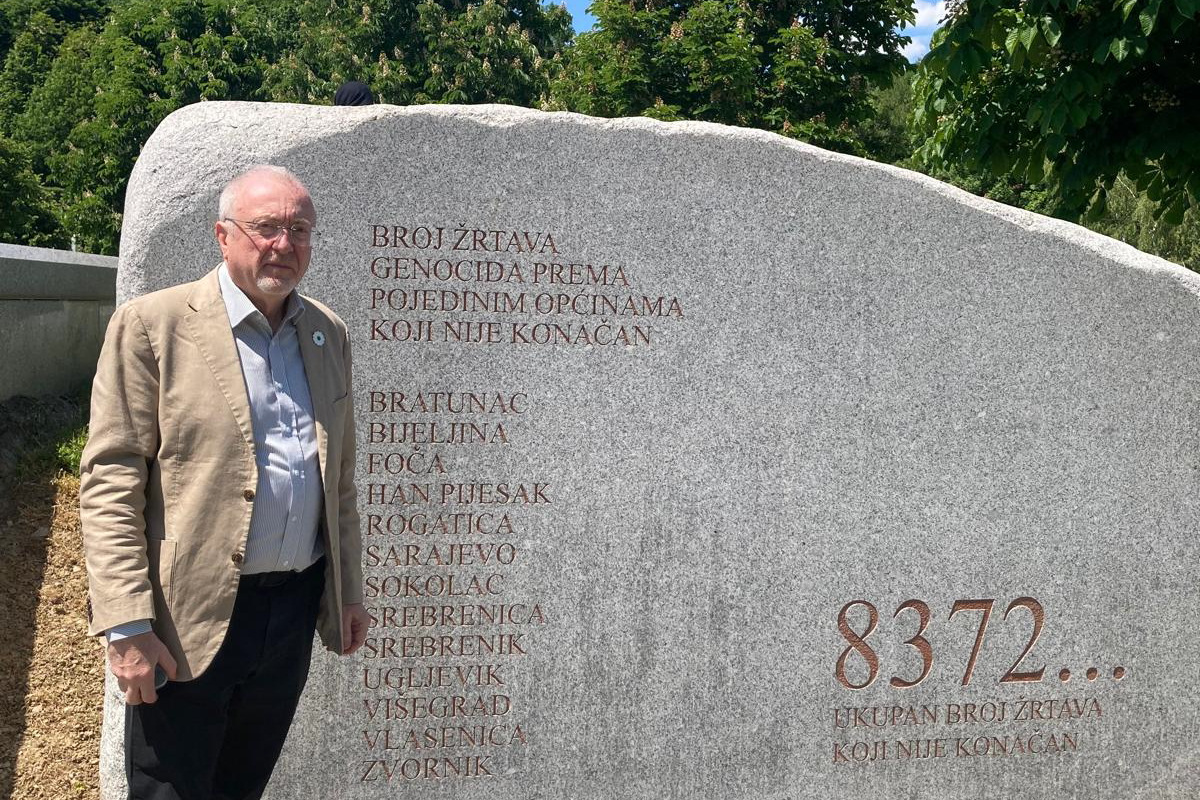 BROJ ŽRTAVA
GENOCIDA PREMA
POJEDINIM OPĆINAMA
KOJI NIJE KONAČAN
BRATUNAC
BIJELJINA
FOČA
HAN PIJESAK
ROGATICA
SARAJEVO
SOKOLAC
SREBRENICA
SREBRENIK
UGLJEVIK
VIŠEGRAD
VLASENICA
ZVORNIK
8372...
UKUPAN BROJ ŽRTAVA
KOJI NIJE KONAČAN